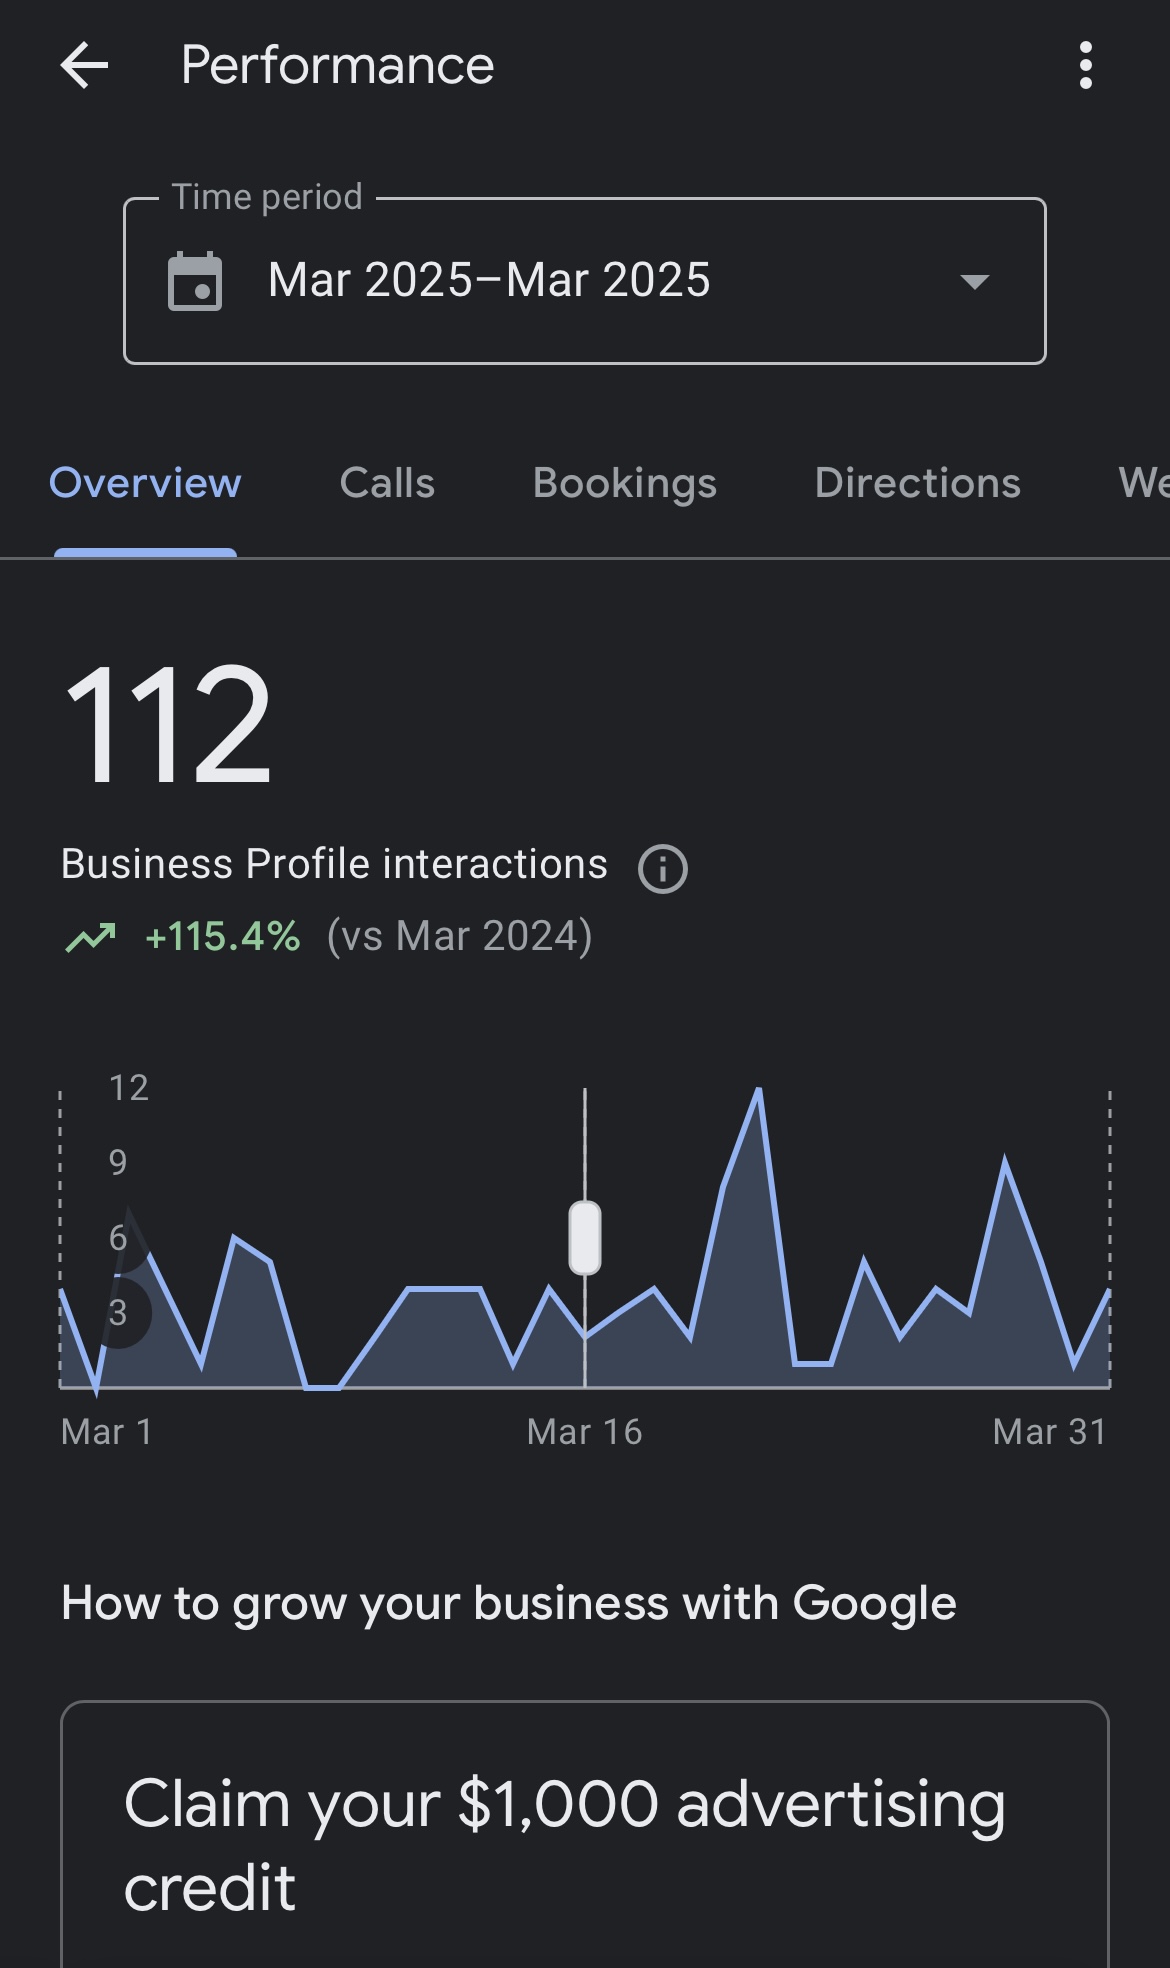 Performance
Time period
Mar 2025–Mar 2025
Overview Calls Bookings Directions We
112
Business Profile interactions
+115.4% (vs Mar 2024)
12
9
6
3
Mar 1 Mar 16 Mar 31
How to grow your business with Google
Claim your $1,000 advertising
credit